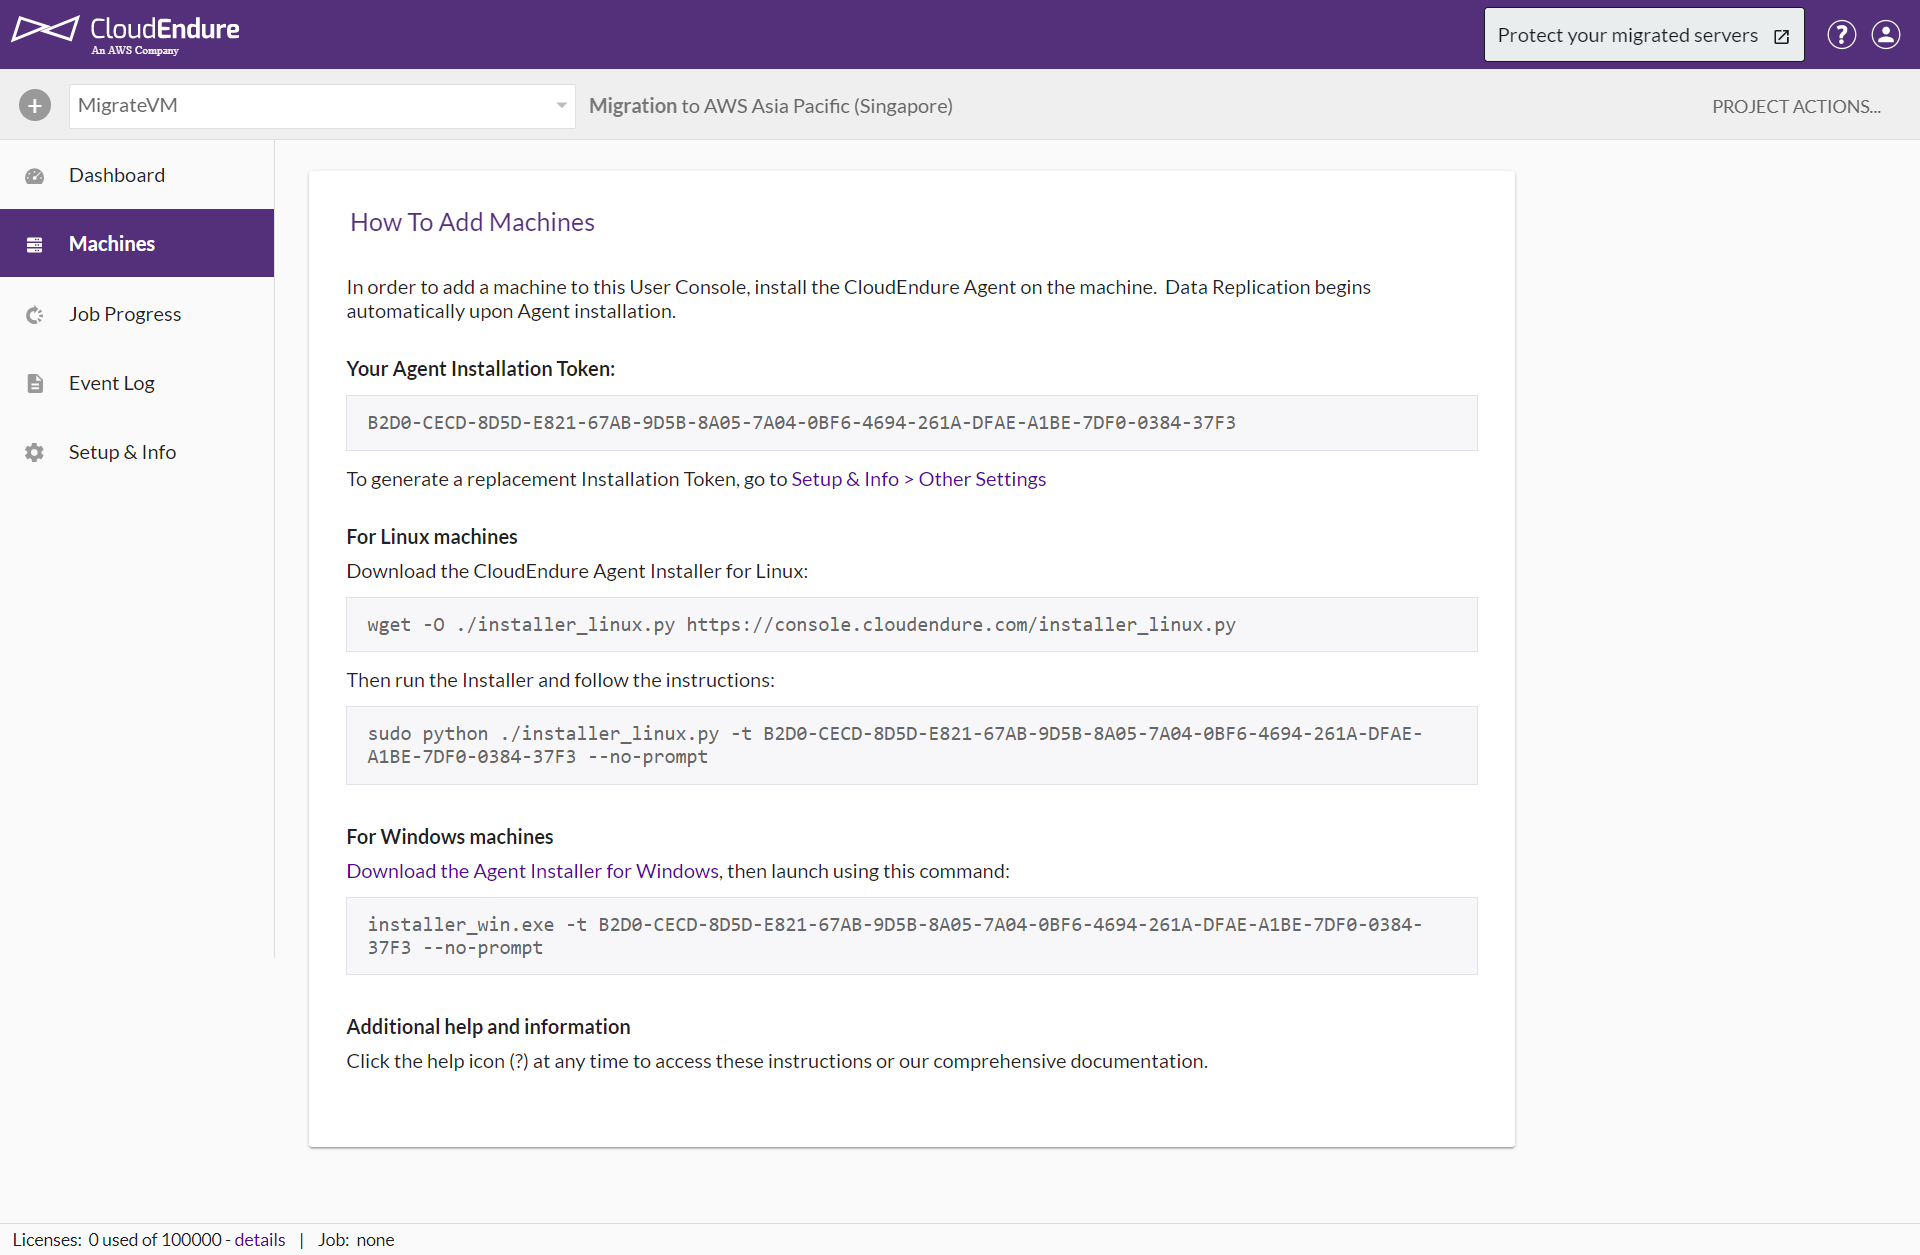 CloudEndure
An AWS Company
Protect your migrated servers
?
+
MigrateVM
Migration to AWS Asia Pacific (Singapore)
PROJECT ACTIONS...
Dashboard
Machines
Job Progress
Event Log
Setup & Info
How To Add Machines
In order to add a machine to this User Console, install the CloudEndure Agent on the machine.  Data Replication begins
automatically upon Agent installation.
Your Agent Installation Token:
B2D0-CECD-8D5D-E821-67AB-9D5B-8A05-7A04-0BF6-4694-261A-DFAE-A1BE-7DF0-0384-37F3
To generate a replacement Installation Token, go to Setup & Info > Other Settings
For Linux machines
Download the CloudEndure Agent Installer for Linux:
wget -O ./installer_linux.py https://console.cloudendure.com/installer_linux.py
Then run the Installer and follow the instructions:
sudo python ./installer_linux.py -t B2D0-CECD-8D5D-E821-67AB-9D5B-8A05-7A04-0BF6-4694-261A-DFAE-
A1BE-7DF0-0384-37F3 --no-prompt
For Windows machines
Download the Agent Installer for Windows, then launch using this command:
installer_win.exe -t B2D0-CECD-8D5D-E821-67AB-9D5B-8A05-7A04-0BF6-4694-261A-DFAE-A1BE-7DF0-0384-
37F3 --no-prompt
Additional help and information
Click the help icon (?) at any time to access these instructions or our comprehensive documentation.
Licenses: 0 used of 100000 - details | Job: none